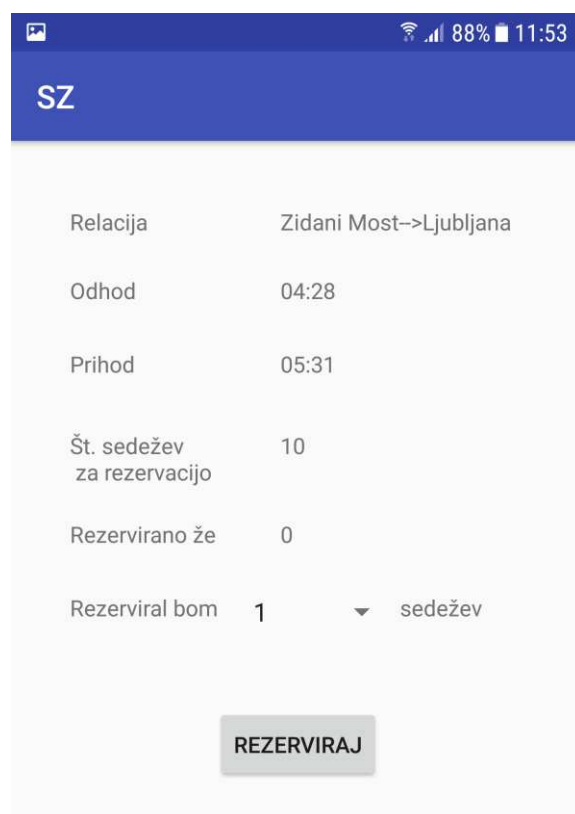 88% 11:53
SZ
Relacija Zidani Most-->Ljubljana
Odhod 04:28
Prihod 05:31
Št. sedežev 10
za rezervacijo
Rezervirano že 0
Rezerviral bom 1 sedežev
REZERVIRAJ